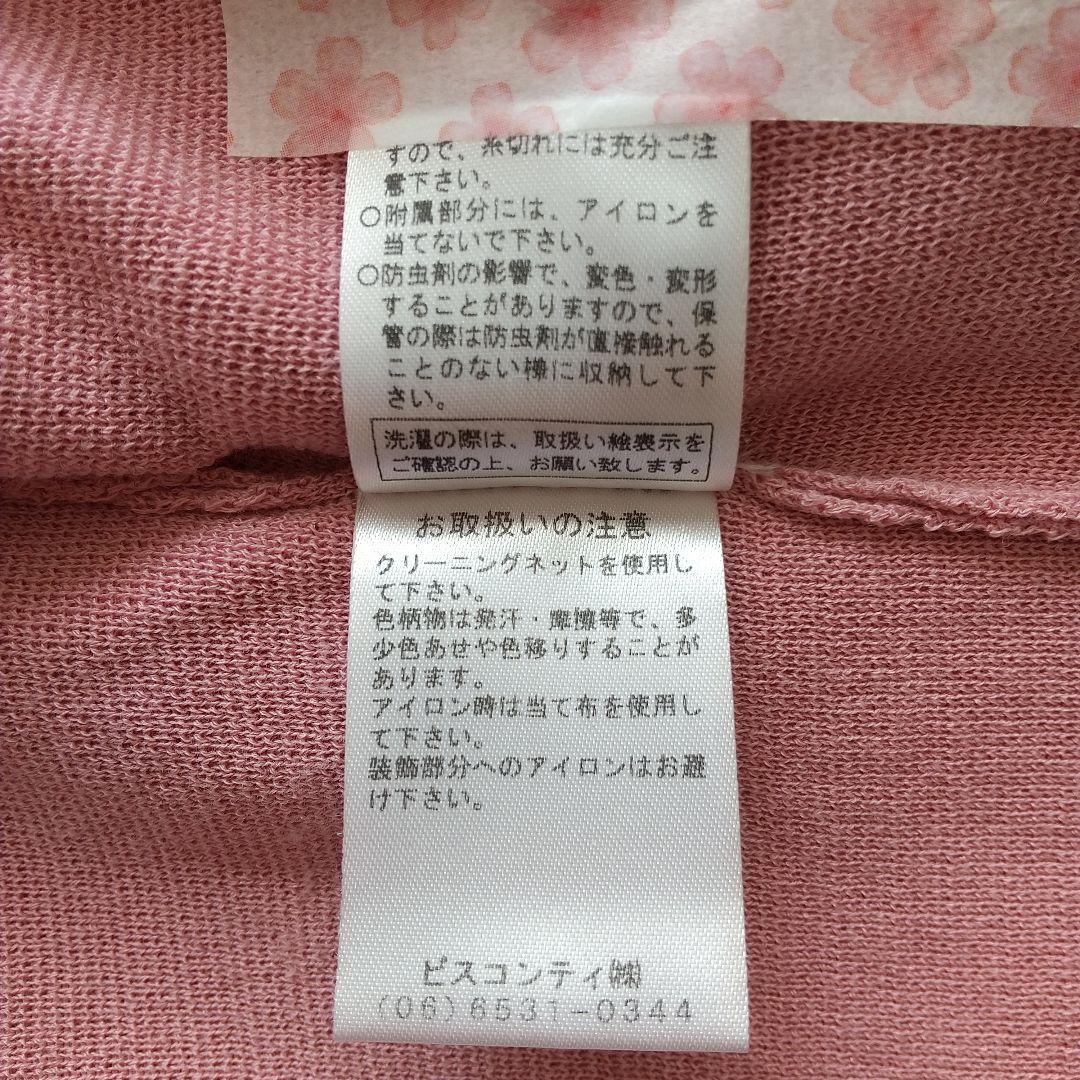 すので、糸切れには充分ご注
意下さい。
○附属部分には、アイロンを
当てないで下さい。
○防虫剤の影響で、変色・変形
することがありますので、保
管の際は防虫剤が直接触れる
ことのない様に収納して下
さい。
洗濯の際は、取扱い絵表示を
ご確認の上、お願い致します。
お取扱いの注意
クリーニングネットを使用し
て下さい。
色柄物は発汗・摩擦等で、多
少色あせや色移りすることが
あります。
アイロン時は当て布を使用し
て下さい。
装飾部分へのアイロンはお避
け下さい。
ビスコンティ㈱
(06)6531-0344